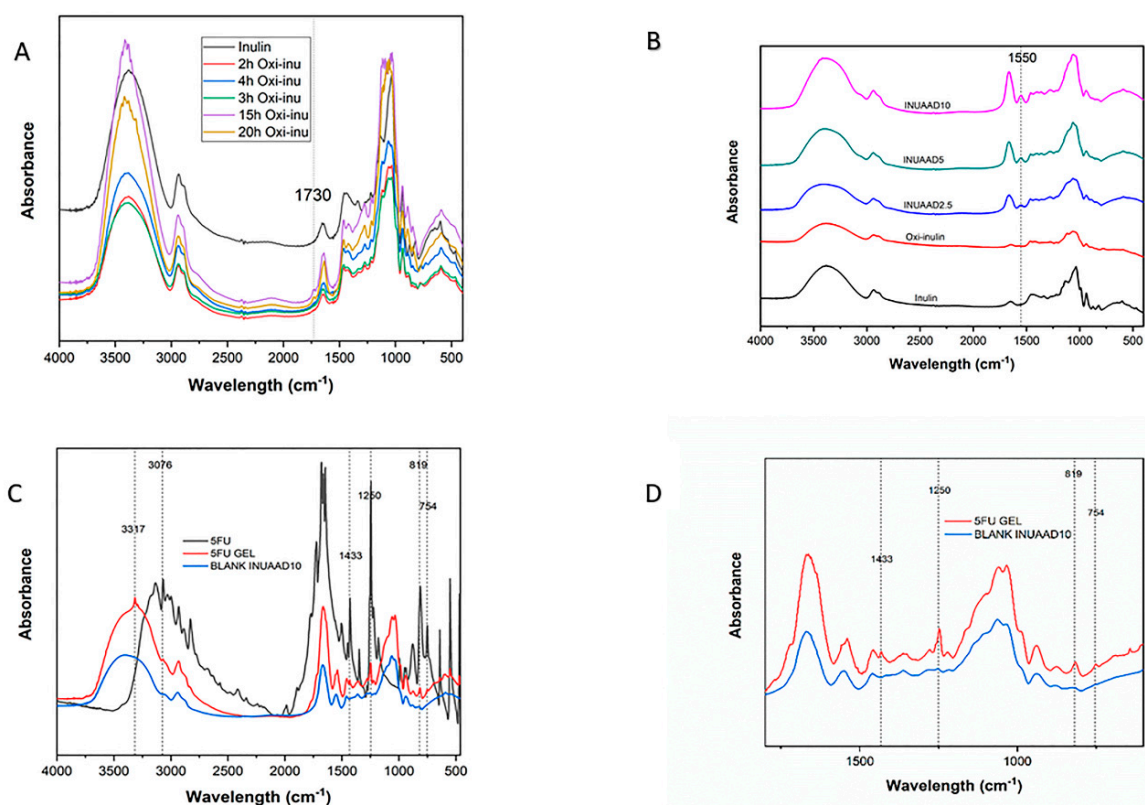 A
Inulin
2h Oxi-inu
4h Oxi-inu
3h Oxi-inu
15h Oxi-inu
20h Oxi-inu
1730
Absorbance
4000 3500 3000 2500 2000 1500 1000 500
Wavelength (cm⁻¹)
B
1550
INUAAD10
INUAAD5
INUAAD2.5
Oxi-inulin
Inulin
Absorbance
4000 3500 3000 2500 2000 1500 1000 500
Wavelength (cm⁻¹)
C
3076
819
1250
754
3317
1433
5FU
5FU GEL
BLANK INUAAD10
Absorbance
4000 3500 3000 2500 2000 1500 1000 500
Wavelength (cm⁻¹)
D
819
1250
754
5FU GEL
BLANK INUAAD10
1433
Absorbance
1500 1000
Wavelength (cm⁻¹)